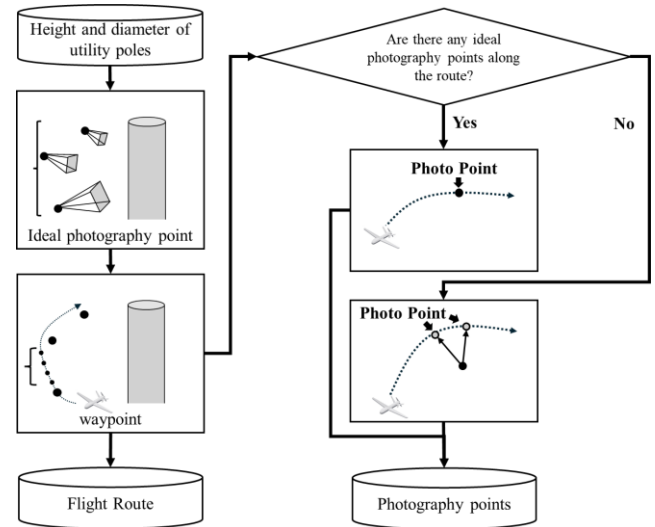 Height and diameter of
utility poles
Ideal photography point
waypoint
Flight Route
Are there any ideal
photography points along
the route?
Yes
No
Photo Point
Photo Point
Photography points